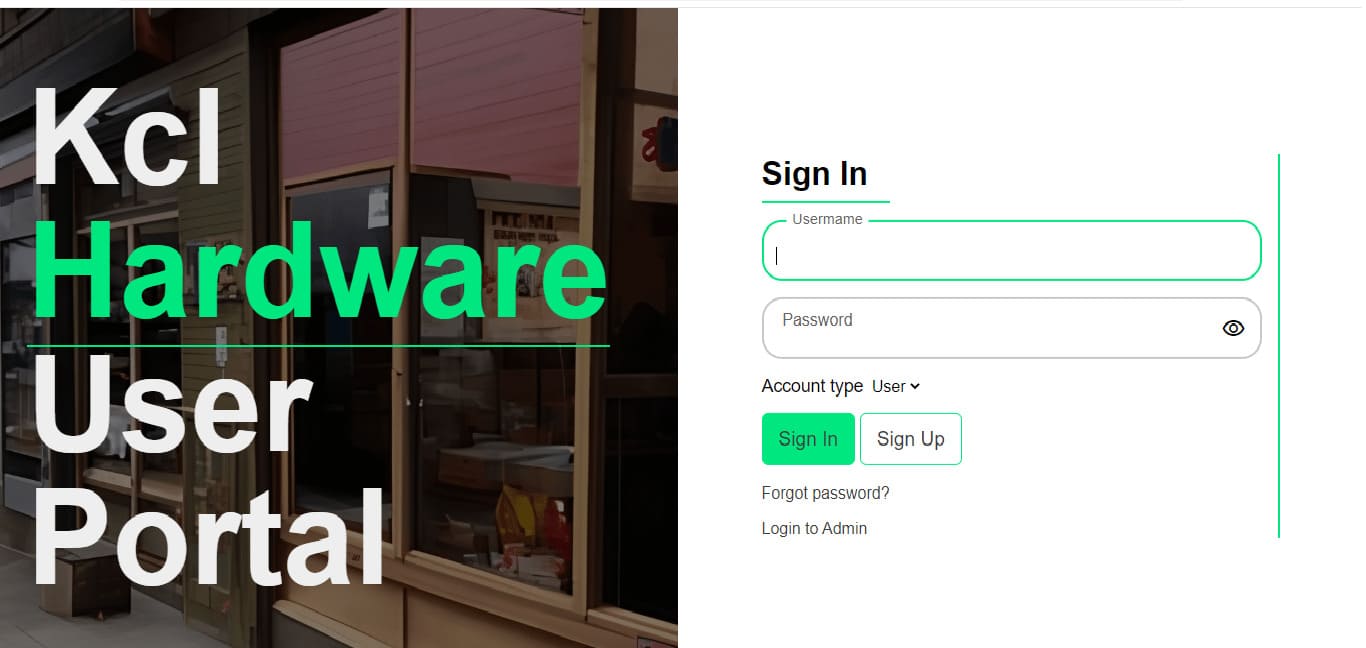 Kcl
Hardware
User
Portal
Sign In
Username
Password
Account type User
Sign In Sign Up
Forgot password?
Login to Admin